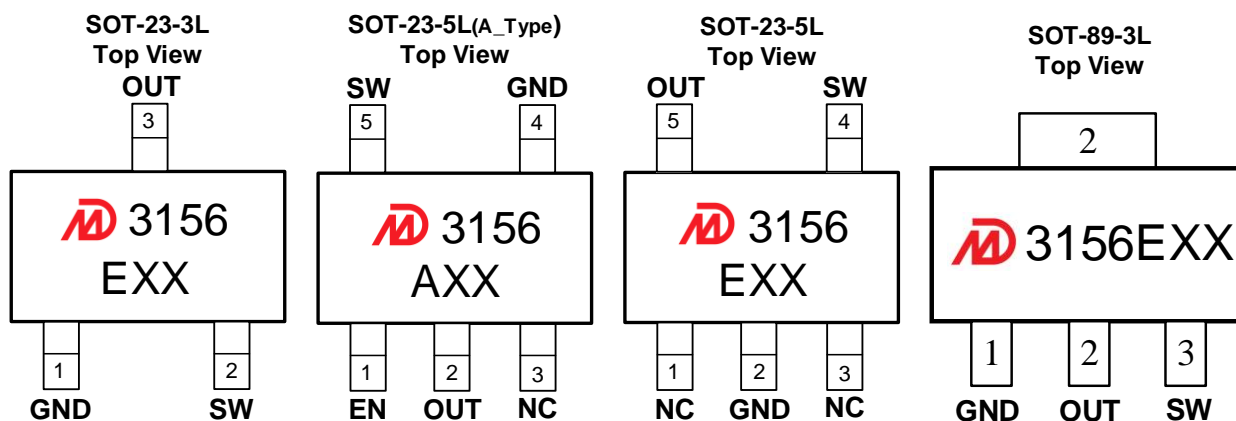 SOT-23-3L
Top View
OUT
3
3156
EXX
1
2
GND
SW
SOT-23-5L(A_Type)
Top View
SW
GND
5
4
3156
AXX
1
2
3
EN
OUT
NC
SOT-23-5L
Top View
OUT
SW
5
4
3156
EXX
1
2
3
NC
GND
NC
SOT-89-3L
Top View
2
3156EXX
1
2
3
GND
OUT
SW